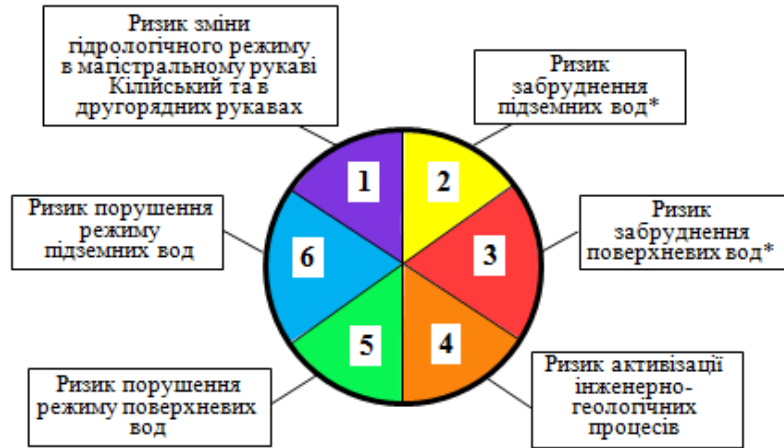 Ризик зміни
гідрологічного режиму
в магістральному рукаві
Кілійський та в
другорядних рукавах
Ризик
забруднення
підземних вод*
1
2
Ризик порушення
режиму
підземних вод
6
3
Ризик
забруднення
поверхневих вод*
5
4
Ризик порушення
режиму поверхневих
вод
Ризик активізації
інженерно-
геологічних
процесів